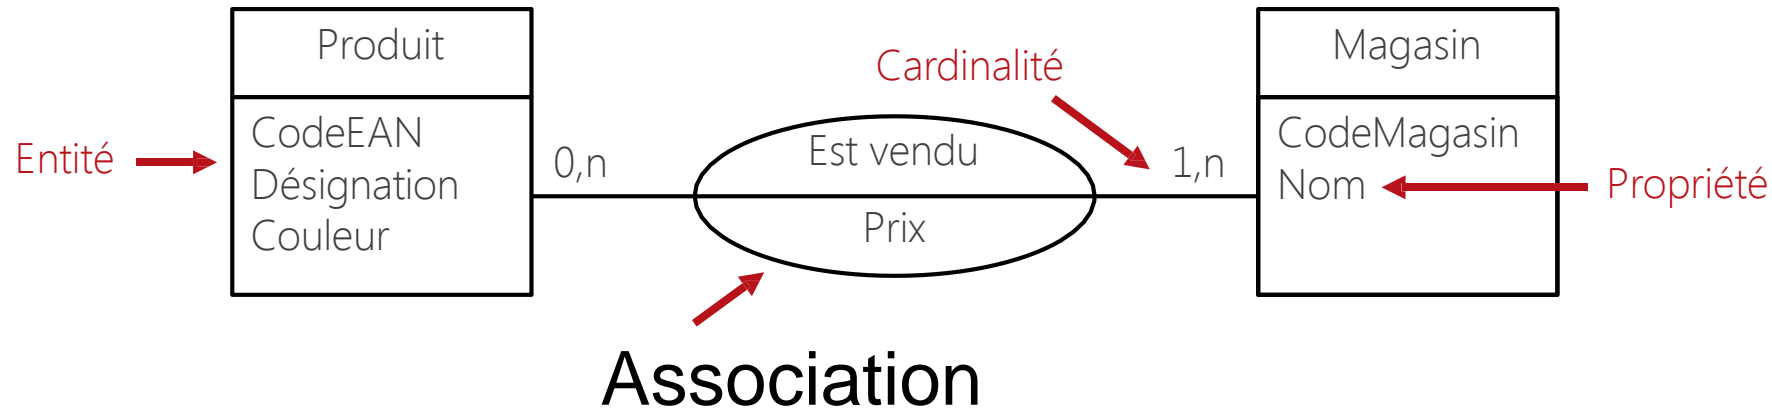 Produit
Magasin
Cardinalité
Entité
CodeEAN
Désignation
Couleur
0,n
Est vendu
Prix
1,n
CodeMagasin
Nom
Propriété
Association